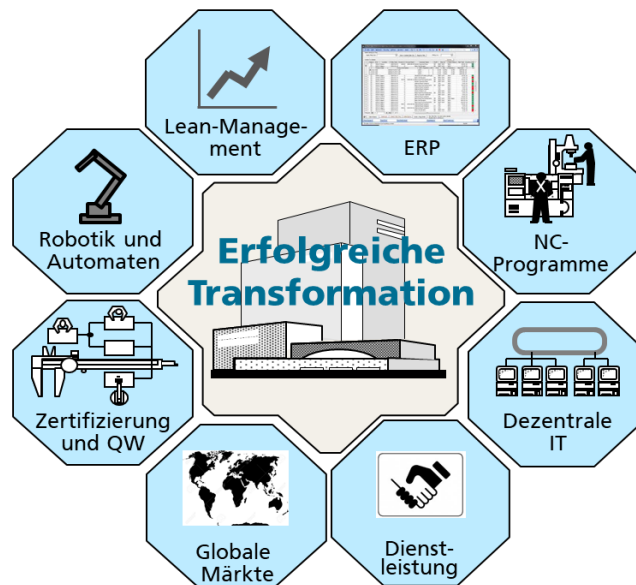 Lean-Manage-
ment
ERP
Robotik und
Automaten
NC-
Programme
Erfolgreiche
Transformation
Zertifizierung
und QW
Dezentrale
IT
Globale
Märkte
Dienst-
leistung